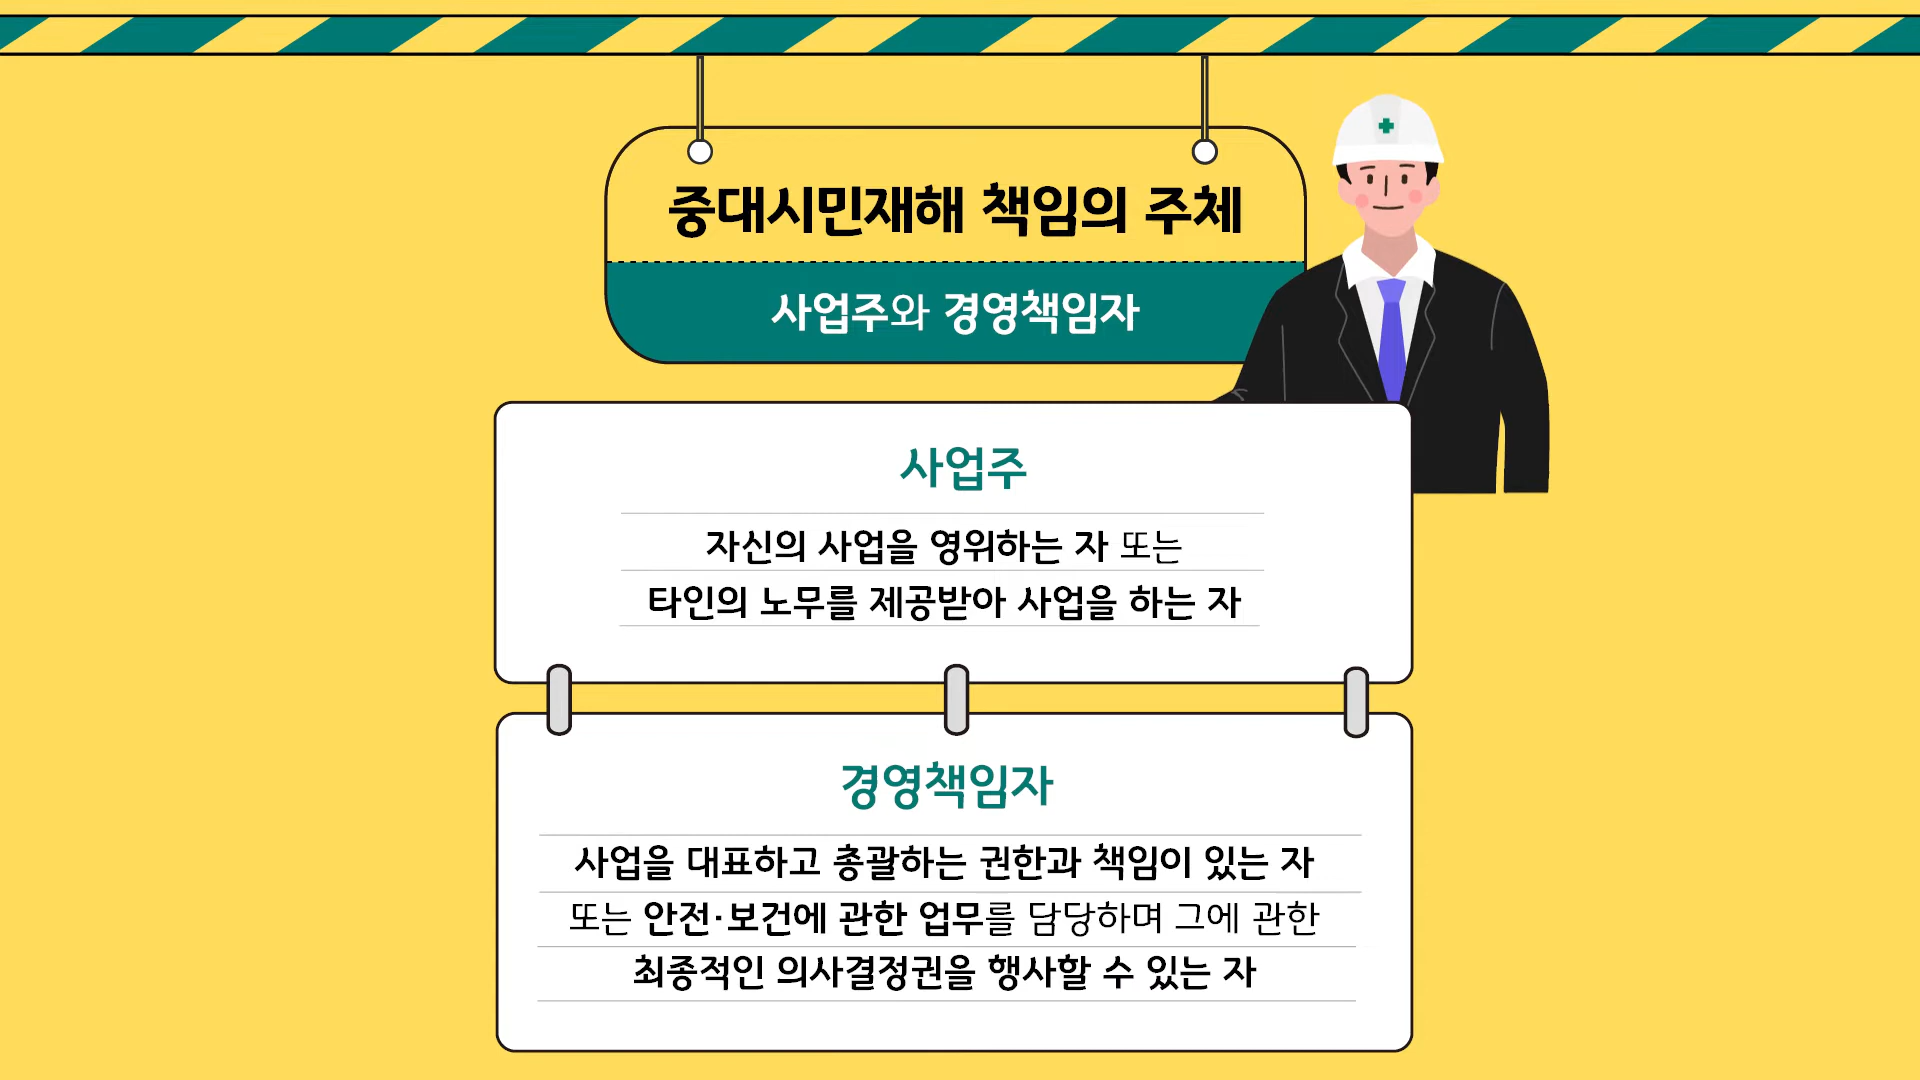 중대시민재해 책임의 주체
사업주와 경영책임자
사업주
자신의 사업을 영위하는 자 또는
타인의 노무를 제공받아 사업을 하는 자
경영책임자
사업을 대표하고 총괄하는 권한과 책임이 있는 자
또는 안전·보건에 관한 업무를 담당하며 그에 관한
최종적인 의사결정권을 행사할 수 있는 자